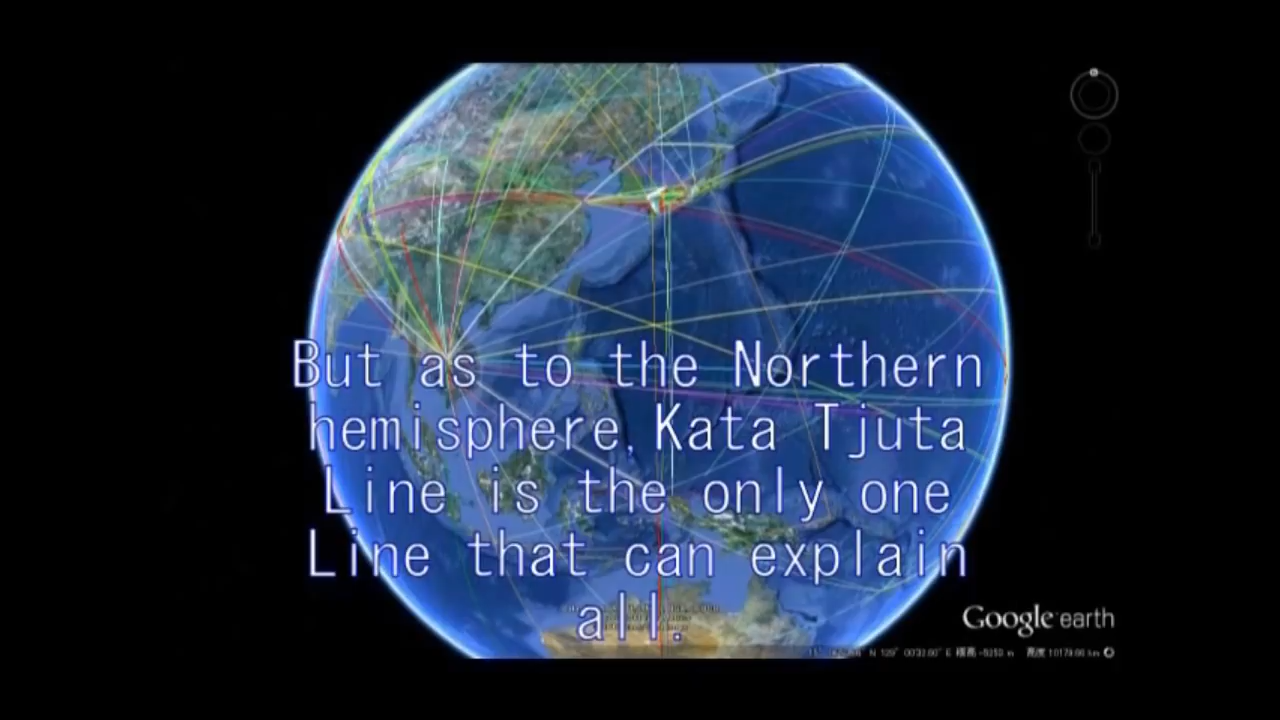 But as to the Northern
hemisphere, Kata Tjuta
Line is the only one
Line that can explain
all.
Google earth